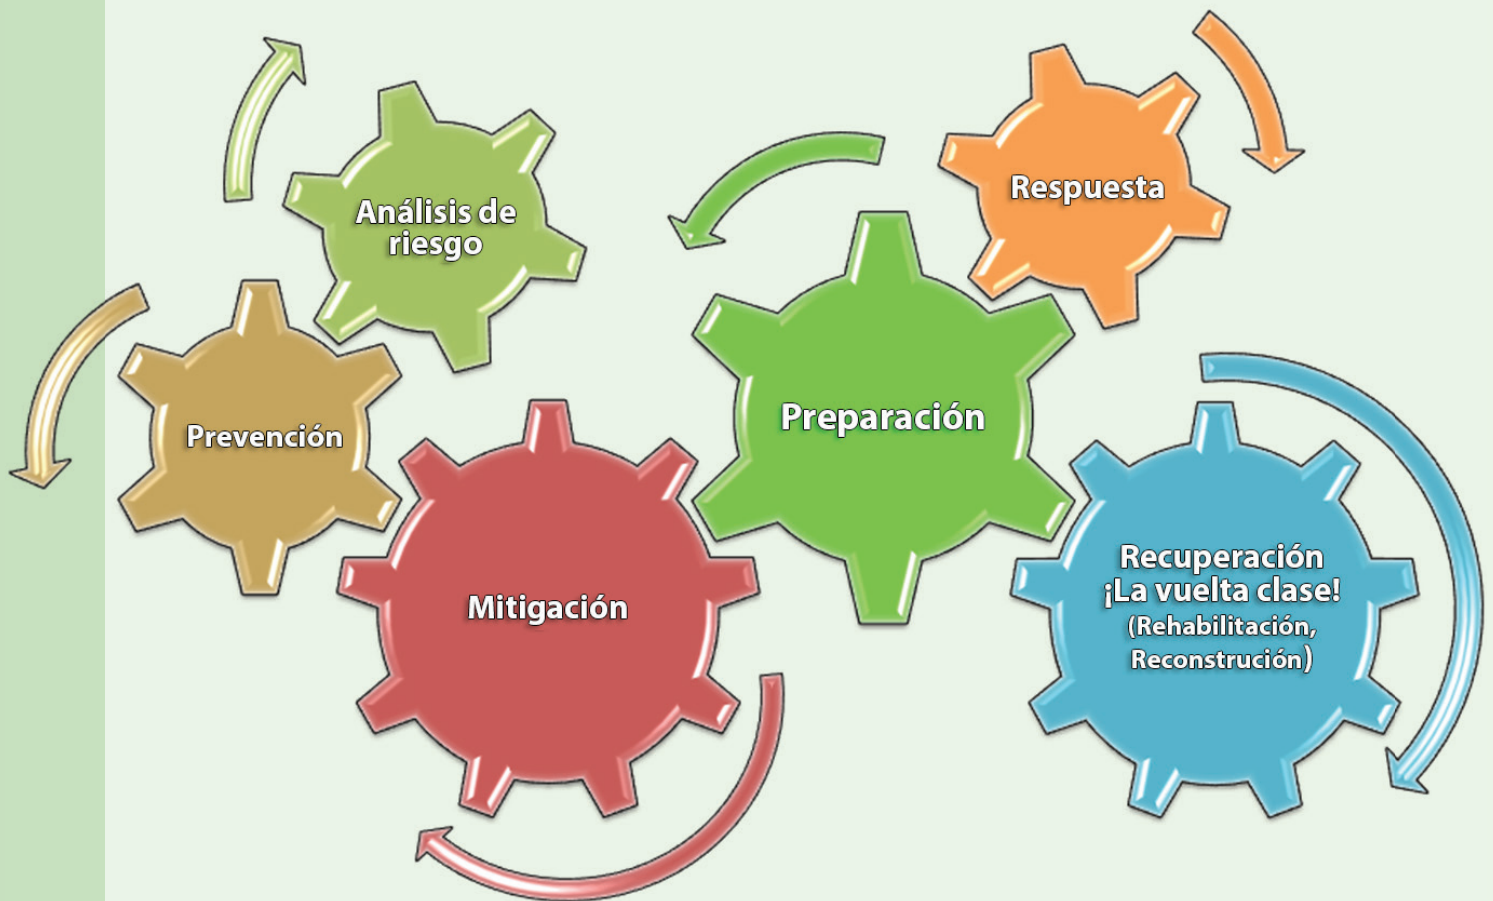 Análisis de
riesgo
Respuesta
Prevención
Preparación
Mitigación
Recuperación
¡La vuelta clase!
(Rehabilitación,
Reconstrución)